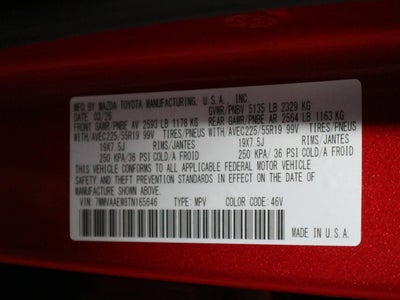 MFD BY MAZDA TOYOTA MANUFACTURING, U.S.A., INC.
DATE: 03/26 GVWR/PNBV 5135 LB 2329 KG
FRONT GAWR/PNBE AV 2593 LB 1176 KG REAR GAWR/PNBE AR 2564 LB 1163 KG
WITH/AVEC225/55R19 99V TIRES/PNEUS WITH/AVEC225/55R19 99V TIRES/PNEUS
19X7.5J RIMS/JANTES 19X7.5J RIMS/JANTES
250 KPA/36 PSI COLD/A FROID 250 KPA/ 36 PSI COLD/A FROID
THIS VEHICLE CONFORMS TO ALL APPLICABLE FEDERAL MOTOR VEHICLE
SAFETY AND THEFT PREVENTION STANDARDS IN EFFECT ON THE DATE OF
MANUFACTURE SHOWN ABOVE.
VIN: 7MMVAAEW8TN165646 TYPE: MPV COLOR CODE: 46V
MADE IN U.S.A.